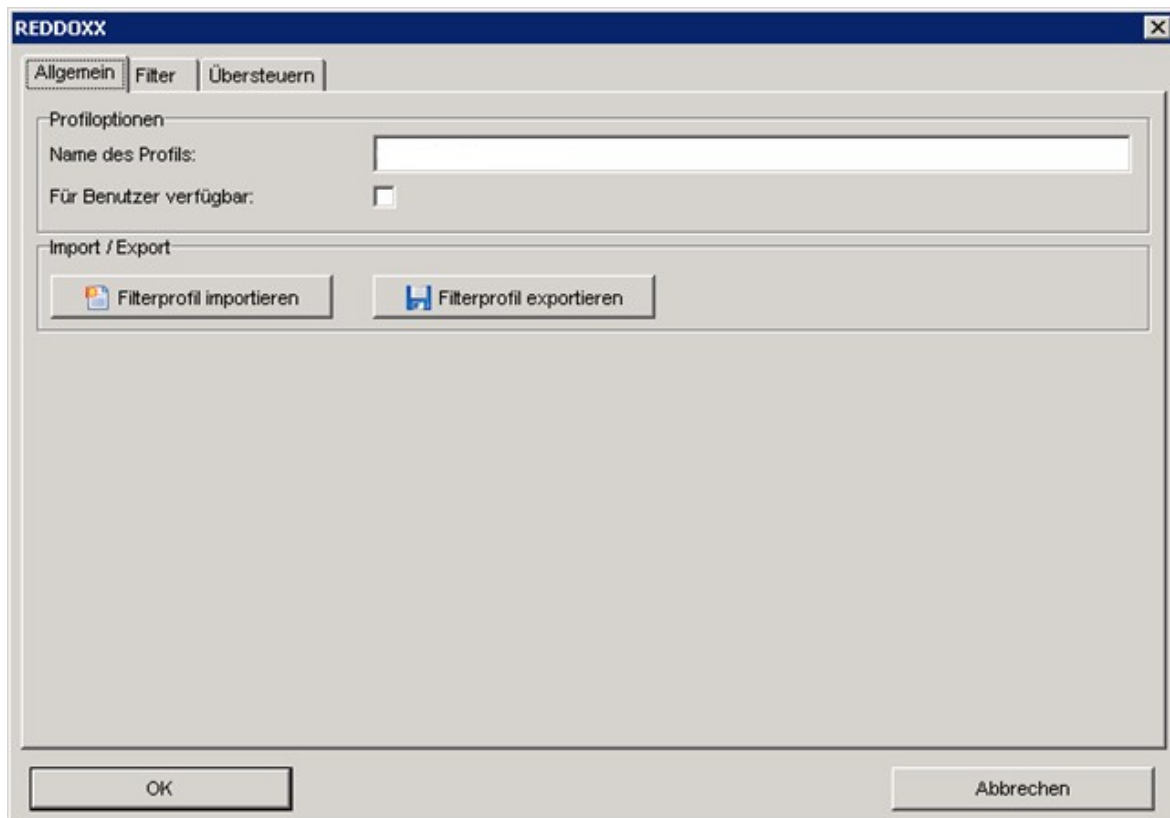 REDDOXX
Allgemein Filter Übersteuern
Profiloptionen
Name des Profils:
Für Benutzer verfügbar:
Import / Export
Filterprofil importieren Filterprofil exportieren
OK Abbrechen